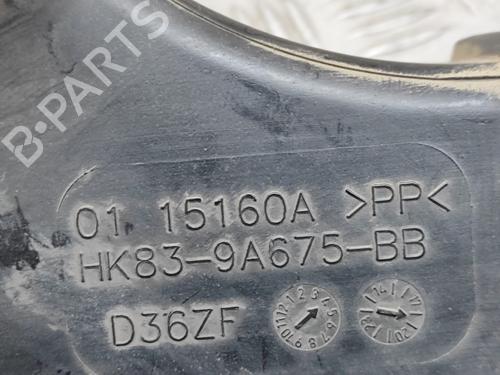 B-PARTS
01 15160A >PP<
HK83-9A675-BB
D36ZF